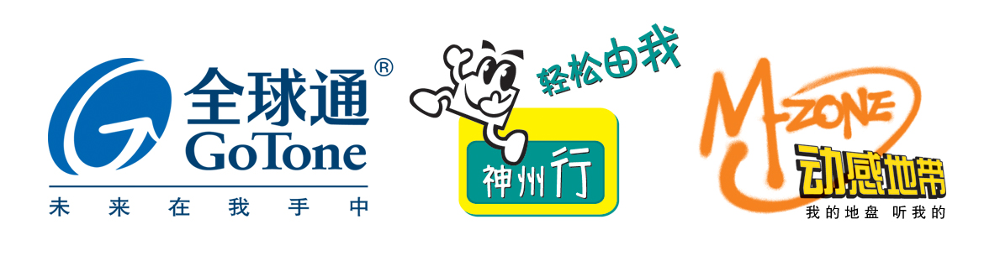 全球通®
GoTone
未来在我手中
轻松由我
神州行
M-ZONE
动感地带
我的地盘 听我的